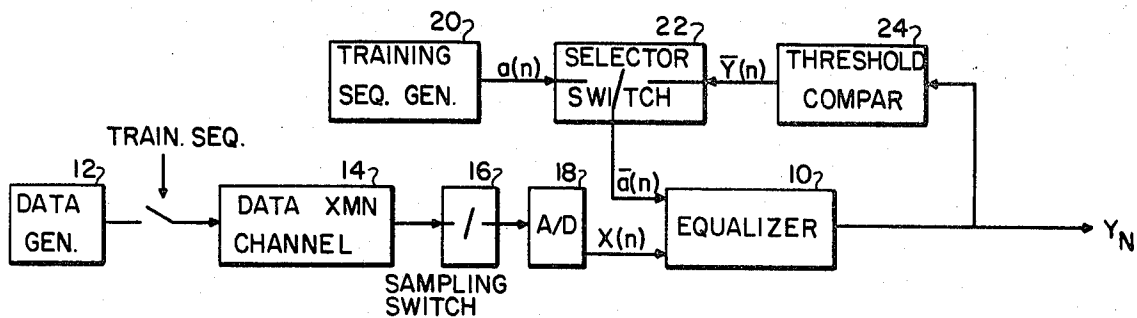 20
TRAINING
SEQ. GEN.
a(n)
22
SELECTOR
SWITCH
Y̅(n)
24
THRESHOLD
COMPAR
TRAIN. SEQ.
12
DATA
GEN.
14
DATA XMN
CHANNEL
16
SAMPLING
SWITCH
18
A/D
a̅(n)
X(n)
10
EQUALIZER
Y_N